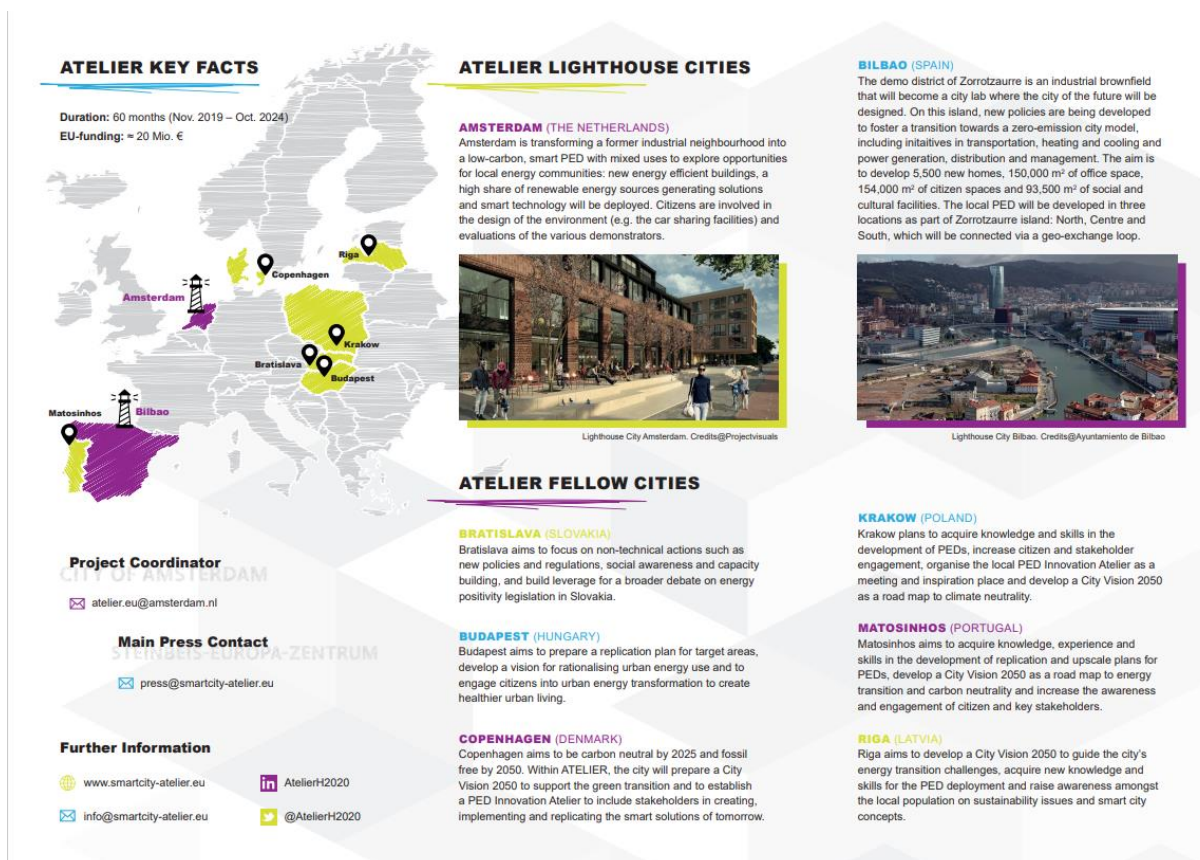 ATELIER KEY FACTS
Duration: 60 months (Nov. 2019 – Oct. 2024)
EU-funding: ≈ 20 Mio. €
Riga
Copenhagen
Amsterdam
Krakow
Bratislava
Budapest
Matosinhos
Bilbao
Project Coordinator
CITY OF AMSTERDAM
atelier.eu@amsterdam.nl
Main Press Contact
STEINBEIS-EUROPA-ZENTRUM
press@smartcity-atelier.eu
Further Information
www.smartcity-atelier.eu
in AtelierH2020
info@smartcity-atelier.eu
@AtelierH2020
ATELIER LIGHTHOUSE CITIES
AMSTERDAM (THE NETHERLANDS)
Amsterdam is transforming a former industrial neighbourhood into
a low-carbon, smart PED with mixed uses to explore opportunities
for local energy communities: new energy efficient buildings, a
high share of renewable energy sources generating solutions
and smart technology will be deployed. Citizens are involved in
the design of the environment (e.g. the car sharing facilities) and
evaluations of the various demonstrators.
Lighthouse City Amsterdam. Credits@Projectvisuals
BILBAO (SPAIN)
The demo district of Zorrotzaurre is an industrial brownfield
that will become a city lab where the city of the future will be
designed. On this island, new policies are being developed
to foster a transition towards a zero-emission city model,
including initaitives in transportation, heating and cooling and
power generation, distribution and management. The aim is
to develop 5,500 new homes, 150,000 m² of office space,
154,000 m² of citizen spaces and 93,500 m² of social and
cultural facilities. The local PED will be developed in three
locations as part of Zorrotzaurre island: North, Centre and
South, which will be connected via a geo-exchange loop.
Lighthouse City Bilbao. Credits@Ayuntamiento de Bilbao
ATELIER FELLOW CITIES
BRATISLAVA (SLOVAKIA)
Bratislava aims to focus on non-technical actions such as
new policies and regulations, social awareness and capacity
building, and build leverage for a broader debate on energy
positivity legislation in Slovakia.
BUDAPEST (HUNGARY)
Budapest aims to prepare a replication plan for target areas,
develop a vision for rationalising urban energy use and to
engage citizens into urban energy transformation to create
healthier urban living.
COPENHAGEN (DENMARK)
Copenhagen aims to be carbon neutral by 2025 and fossil
free by 2050. Within ATELIER, the city will prepare a City
Vision 2050 to support the green transition and to establish
a PED Innovation Atelier to include stakeholders in creating,
implementing and replicating the smart solutions of tomorrow.
KRAKOW (POLAND)
Krakow plans to acquire knowledge and skills in the
development of PEDs, increase citizen and stakeholder
engagement, organise the local PED Innovation Atelier as a
meeting and inspiration place and develop a City Vision 2050
as a road map to climate neutrality.
MATOSINHOS (PORTUGAL)
Matosinhos aims to acquire knowledge, experience and
skills in the development of replication and upscale plans for
PEDs, develop a City Vision 2050 as a road map to energy
transition and carbon neutrality and increase the awareness
and engagement of citizen and key stakeholders.
RIGA (LATVIA)
Riga aims to develop a City Vision 2050 to guide the city's
energy transition challenges, acquire new knowledge and
skills for the PED deployment and raise awareness amongst
the local population on sustainability issues and smart city
concepts.